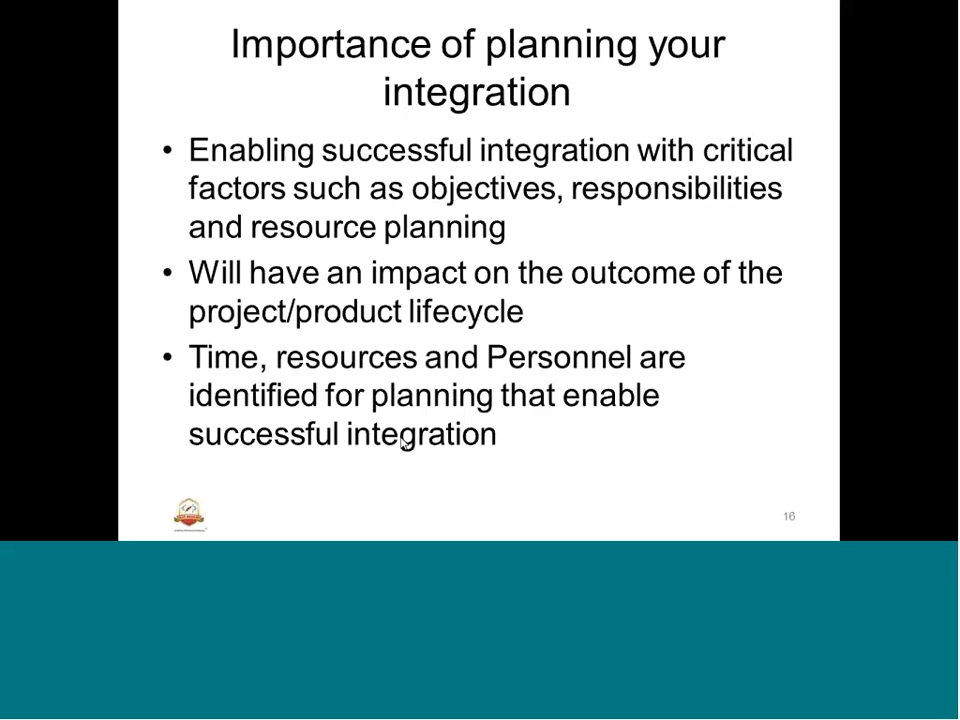 Importance of planning your
integration
• Enabling successful integration with critical
factors such as objectives, responsibilities
and resource planning
• Will have an impact on the outcome of the
project/product lifecycle
• Time, resources and Personnel are
identified for planning that enable
successful integration
16